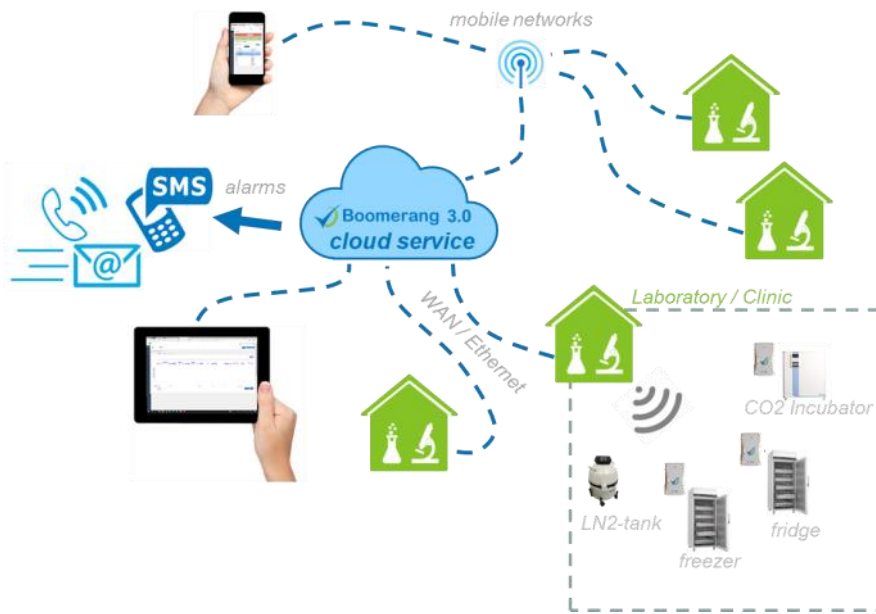 mobile networks
SMS
alarms
Boomerang 3.0
cloud service
@
WAN / Ethernet
Laboratory / Clinic
CO2 Incubator
LN2-tank
fridge
freezer